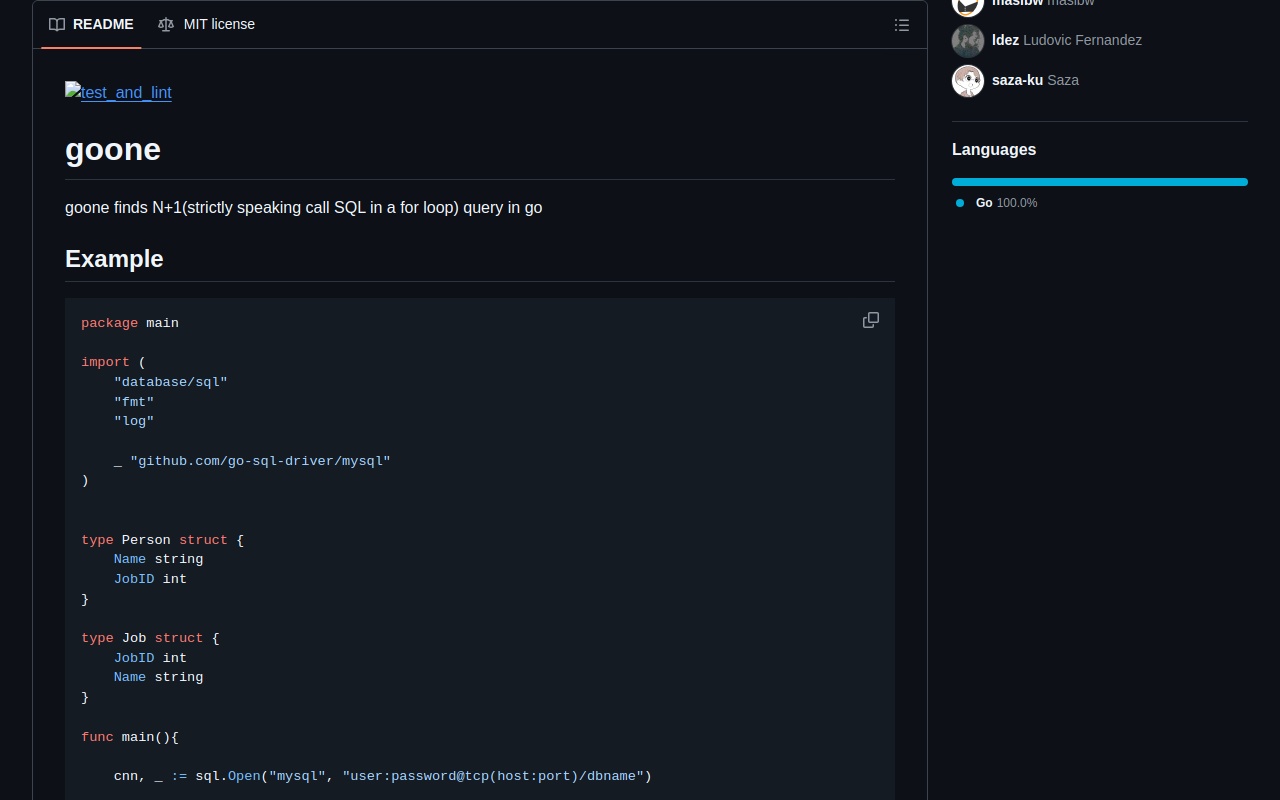 README MIT license
test_and_lint
goone
goone finds N+1(strictly speaking call SQL in a for loop) query in go
Example
package main
import (
"database/sql"
"fmt"
"log"
_ "github.com/go-sql-driver/mysql"
)
type Person struct {
Name string
JobID int
}
type Job struct {
JobID int
Name string
}
func main(){
cnn, _ := sql.Open("mysql", "user:password@tcp(host:port)/dbname")
masibw masibw
ldez Ludovic Fernandez
saza-ku Saza
Languages
Go 100.0%